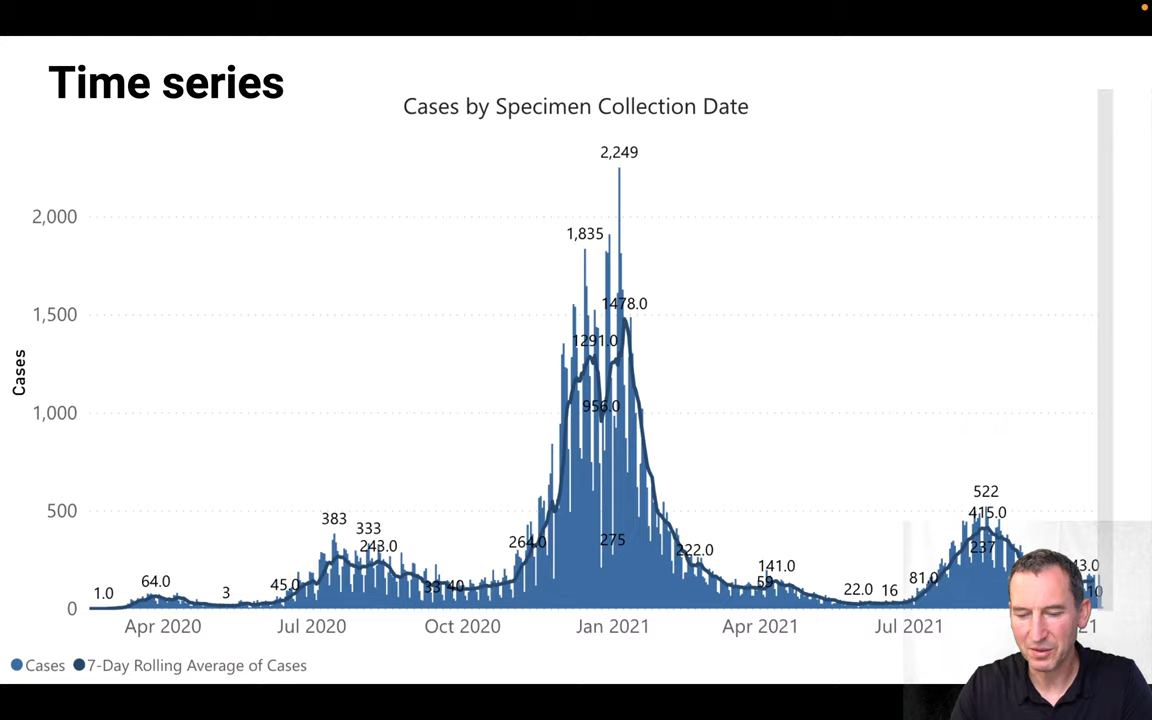 Time series
Cases by Specimen Collection Date
2,249
2,000
1,835
1,500
1478.0
1291.0
Cases
1,000
956.0
500
383
333
243.0
264.0
275
222.0
522
415.0
237
1.0
64.0
3
45.0
33
40
141.0
59
22.0
16
81.0
0
Apr 2020
Jul 2020
Oct 2020
Jan 2021
Apr 2021
Jul 2021
Cases
7-Day Rolling Average of Cases